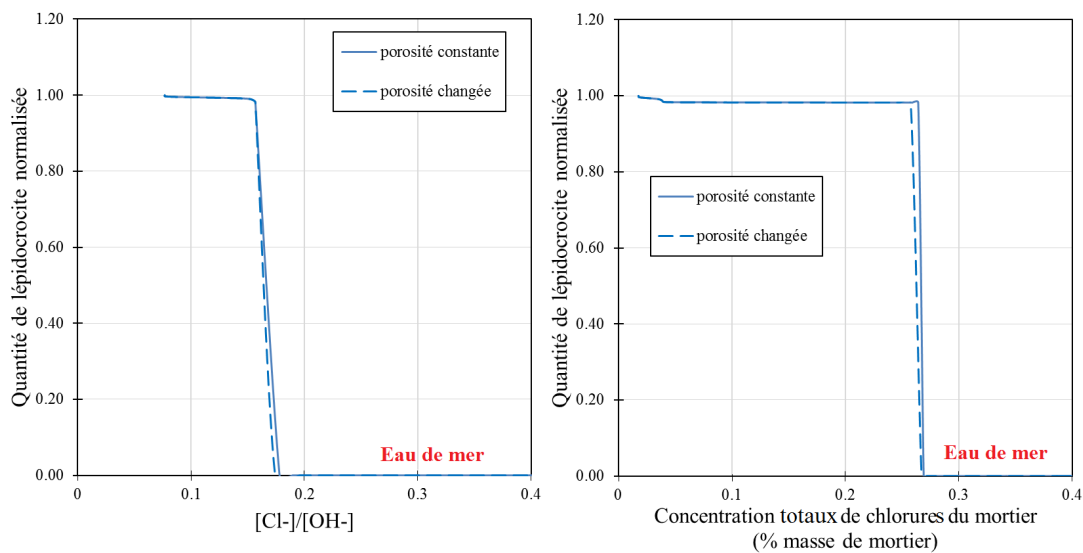 1.20
1.00
0.80
0.60
0.40
0.20
0.00
0
0.1
0.2
0.3
0.4
Quantité de lépidocrocite normalisée
porosité constante
porosité changée
Eau de mer
[Cl-]/[OH-]
1.20
1.00
0.80
0.60
0.40
0.20
0.00
0
0.1
0.2
0.3
0.4
Quantité de lépidocrocite normalisée
porosité constante
porosité changée
Eau de mer
Concentration totaux de chlorures du mortier
(% masse de mortier)